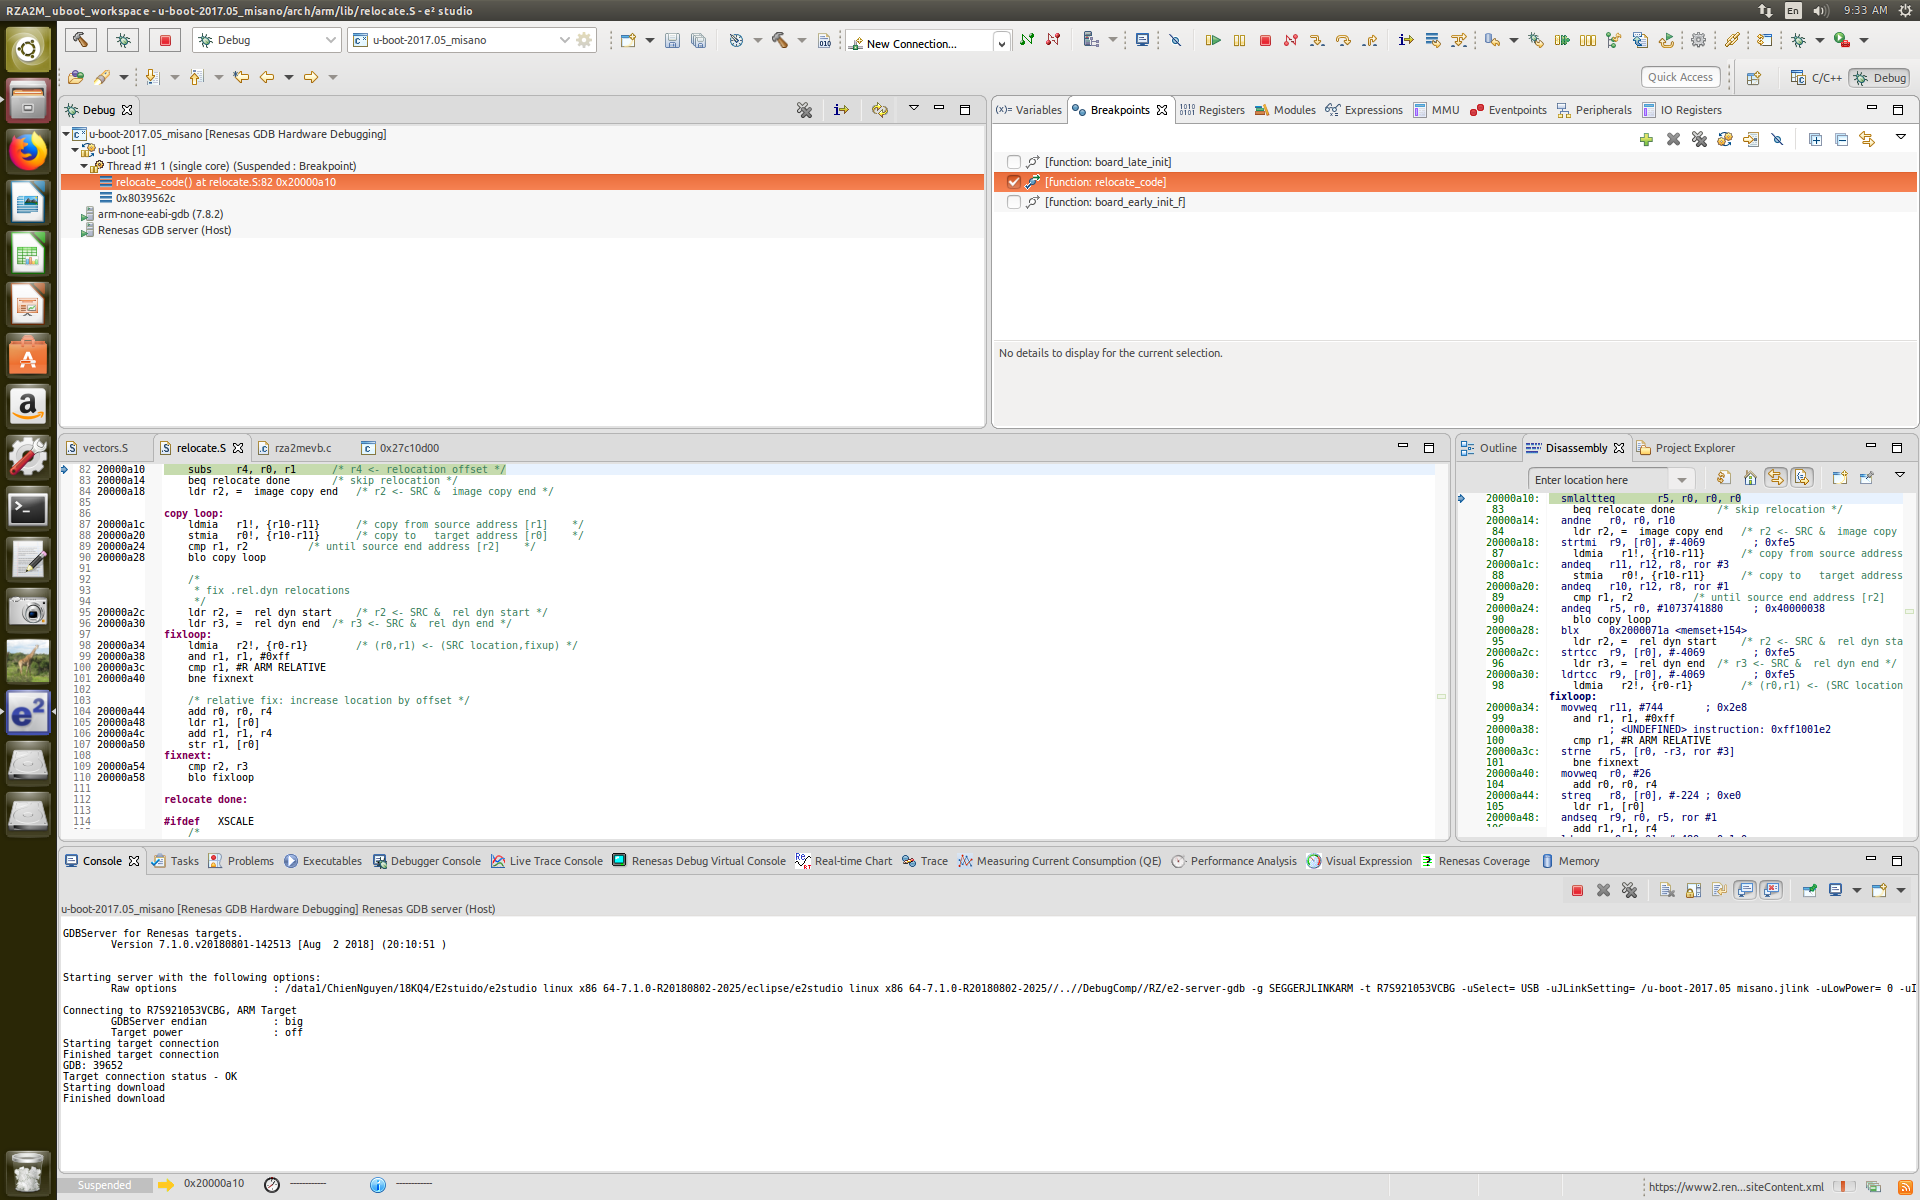 RZA2M_uboot_workspace - u-boot-2017.05_misano/arch/arm/lib/relocate.S - e² studio
En
9:33 AM
Debug
u-boot-2017.05_misano
New Connection...
Quick Access
C/C++
Debug
Debug
u-boot-2017.05_misano [Renesas GDB Hardware Debugging]
u-boot [1]
Thread #1 1 (single core) (Suspended : Breakpoint)
relocate_code() at relocate.S:82 0x20000a10
0x8039562c
arm-none-eabi-gdb (7.8.2)
Renesas GDB server (Host)
(x)= Variables
Breakpoints
Registers
Modules
Expressions
MMU
Eventpoints
Peripherals
IO Registers
[function: board_late_init]
[function: relocate_code]
[function: board_early_init_f]
No details to display for the current selection.
vectors.S
relocate.S
rza2mevb.c
0x27c10d00
82 20000a10 subs r4, r0, r1 /* r4 <- relocation offset */
83 20000a14 beq relocate done /* skip relocation */
84 20000a18 ldr r2, = image copy end /* r2 <- SRC & image copy end */
85
86 copy loop:
87 20000a1c ldmia r1!, {r10-r11} /* copy from source address [r1] */
88 20000a20 stmia r0!, {r10-r11} /* copy to target address [r0] */
89 20000a24 cmp r1, r2 /* until source end address [r2] */
90 20000a28 blo copy loop
91
92 /*
93 * fix .rel.dyn relocations
94 */
95 20000a2c ldr r2, = rel dyn start /* r2 <- SRC & rel dyn start */
96 20000a30 ldr r3, = rel dyn end /* r3 <- SRC & rel dyn end */
97 fixloop:
98 20000a34 ldmia r2!, {r0-r1} /* (r0,r1) <- (SRC location,fixup) */
99 20000a38 and r1, r1, #0xff
100 20000a3c cmp r1, #R ARM RELATIVE
101 20000a40 bne fixnext
102
103 /* relative fix: increase location by offset */
104 20000a44 add r0, r0, r4
105 20000a48 ldr r1, [r0]
106 20000a4c add r1, r1, r4
107 20000a50 str r1, [r0]
108 fixnext:
109 20000a54 cmp r2, r3
110 20000a58 blo fixloop
111
112 relocate done:
113
114 #ifdef XSCALE
/*
Outline
Disassembly
Project Explorer
Enter location here
20000a10: smlaltteq r5, r0, r0, r0
83 beq relocate done /* skip relocation */
20000a14: andne r0, r0, r10
84 ldr r2, = image copy end /* r2 <- SRC & image copy
20000a18: strtmi r9, [r0], #-4069 ; 0xfe5
87 ldmia r1!, {r10-r11} /* copy from source address
20000a1c: andeq r11, r12, r8, ror #3
88 stmia r0!, {r10-r11} /* copy to target address
20000a20: andeq r10, r12, r8, ror #1
89 cmp r1, r2 /* until source end address [r2]
20000a24: andeq r5, r0, #1073741880 ; 0x40000038
90 blo copy loop
20000a28: blx 0x2000071a <memset+154>
95 ldr r2, = rel dyn start /* r2 <- SRC & rel dyn sta
20000a2c: strtcc r9, [r0], #-4069 ; 0xfe5
96 ldr r3, = rel dyn end /* r3 <- SRC & rel dyn end */
20000a30: ldrtcc r9, [r0], #-4069 ; 0xfe5
98 ldmia r2!, {r0-r1} /* (r0,r1) <- (SRC location
fixloop:
20000a34: movweq r11, #744 ; 0x2e8
99 and r1, r1, #0xff
20000a38: ; <UNDEFINED> instruction: 0xff1001e2
100 cmp r1, #R ARM RELATIVE
20000a3c: strne r5, [r0, -r3, ror #3]
101 bne fixnext
20000a40: movweq r0, #26
104 add r0, r0, r4
20000a44: streq r8, [r0], #-224 ; 0xe0
105 ldr r1, [r0]
20000a48: andseq r9, r0, r5, ror #1
add r1, r1, r4
Console
Tasks
Problems
Executables
Debugger Console
Live Trace Console
Renesas Debug Virtual Console
Real-time Chart
Trace
Measuring Current Consumption (QE)
Performance Analysis
Visual Expression
Renesas Coverage
Memory
u-boot-2017.05_misano [Renesas GDB Hardware Debugging] Renesas GDB server (Host)
GDBServer for Renesas targets.
Version 7.1.0.v20180801-142513 [Aug 2 2018] (20:10:51 )
Starting server with the following options:
Raw options : /data1/ChienNguyen/18KQ4/E2stuido/e2studio linux x86 64-7.1.0-R20180802-2025/eclipse/e2studio linux x86 64-7.1.0-R20180802-2025//..//DebugComp//RZ/e2-server-gdb -g SEGGERJLINKARM -t R7S921053VCBG -uSelect= USB -uJLinkSetting= /u-boot-2017.05 misano.jlink -uLowPower= 0 -uI
Connecting to R7S921053VCBG, ARM Target
GDBServer endian : big
Target power : off
Starting target connection
Finished target connection
GDB: 39652
Target connection status - OK
Starting download
Finished download
Suspended
0x20000a10
https://www2.ren...siteContent.xml